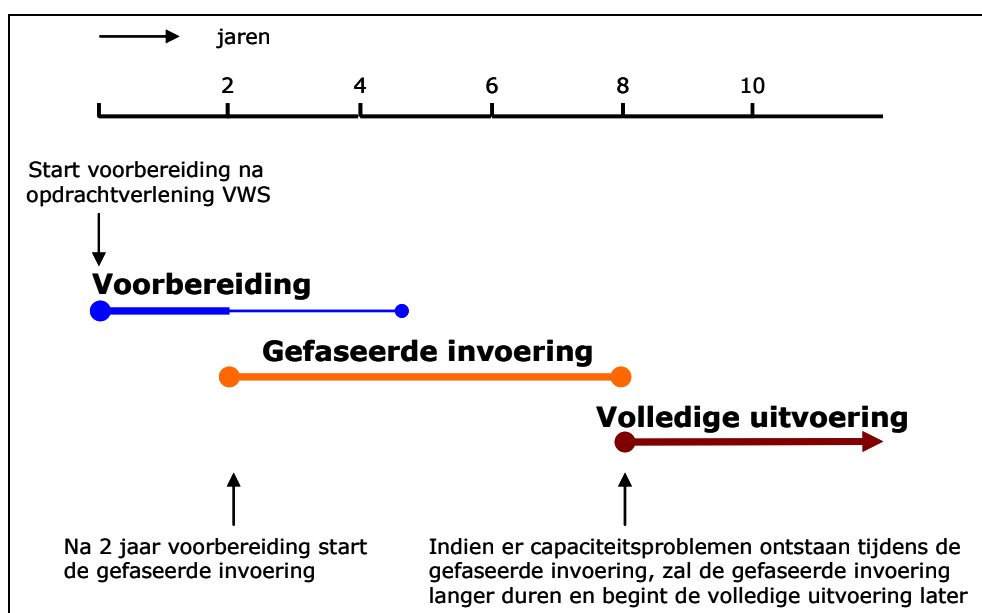 jaren
2 4 6 8 10
Start voorbereiding na
opdrachtverlening VWS
Voorbereiding
Gefaseerde invoering
Volledige uitvoering
Na 2 jaar voorbereiding start
de gefaseerde invoering
Indien er capaciteitsproblemen ontstaan tijdens de
gefaseerde invoering, zal de gefaseerde invoering
langer duren en begint de volledige uitvoering later